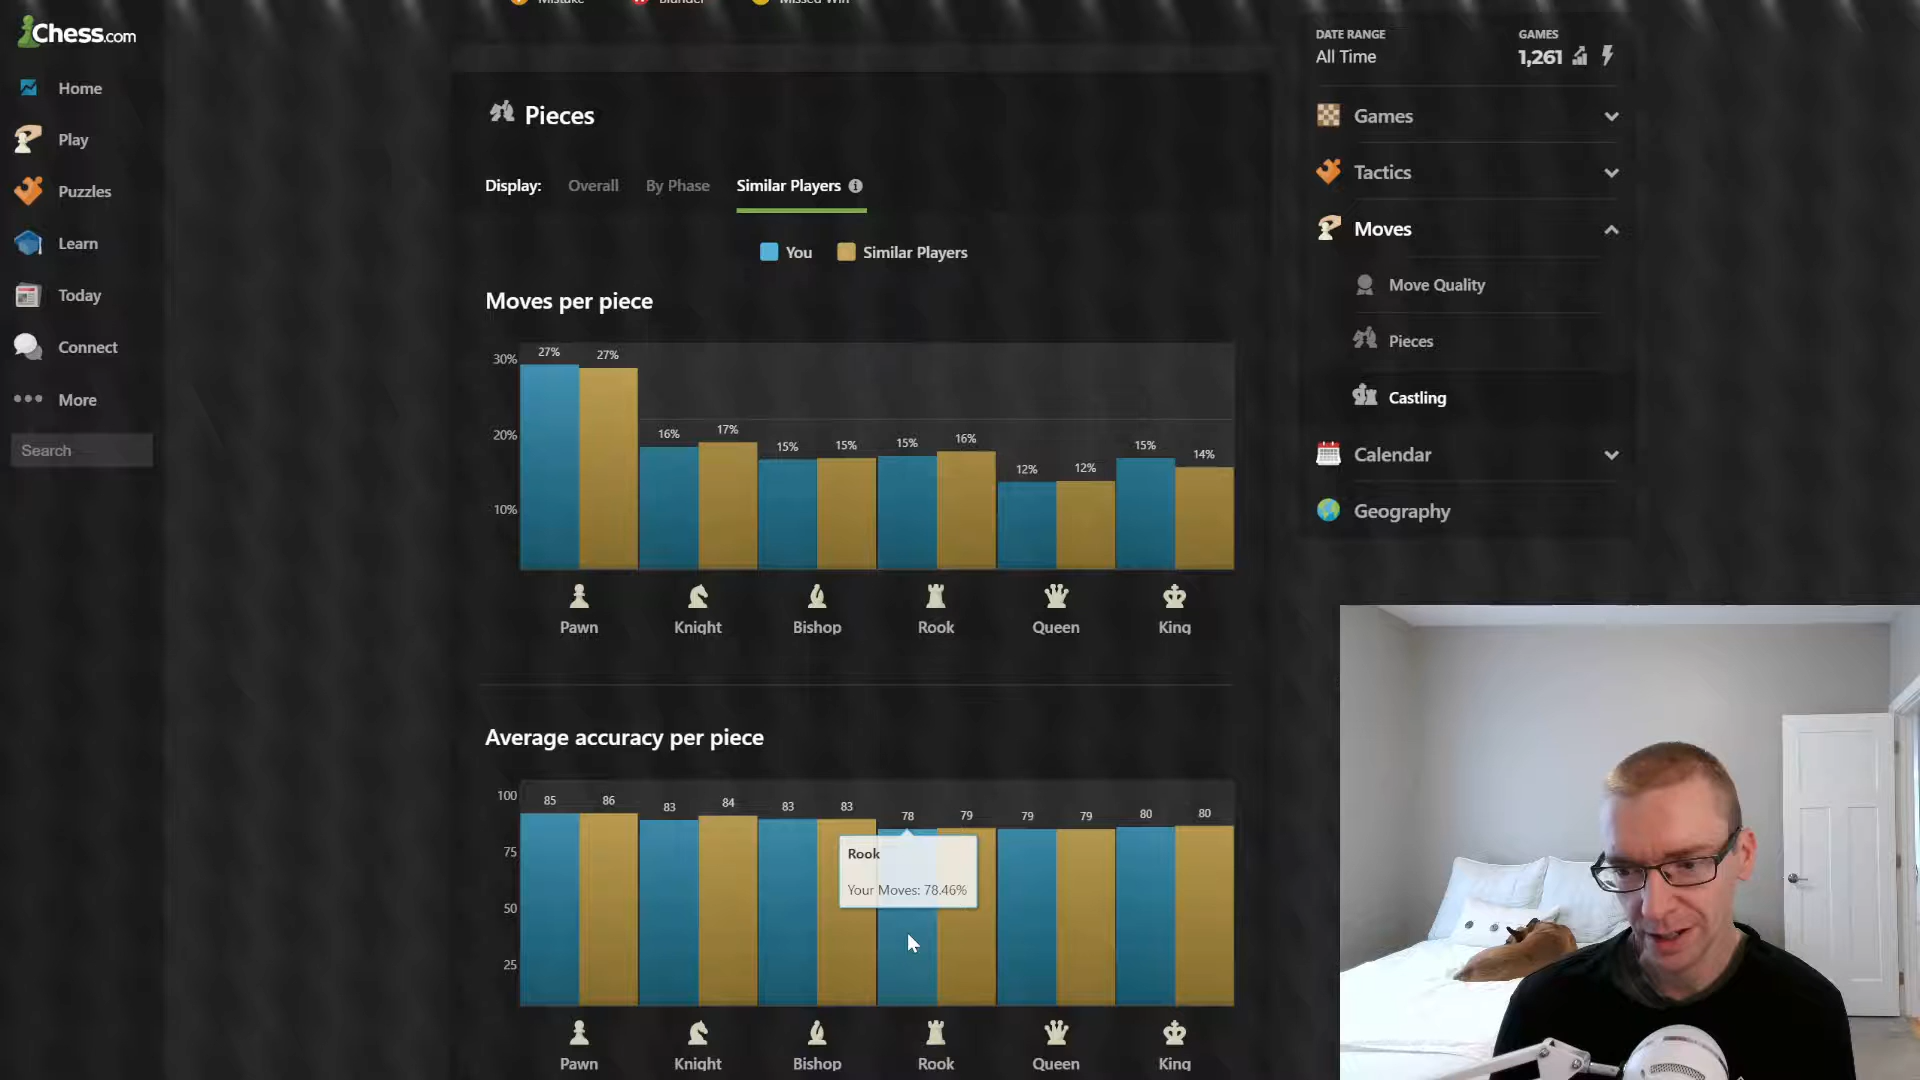 Mistake Blunder Missed Win
Chess.com
Home
Play
Puzzles
Learn
Today
Connect
More
Search
Pieces
Display: Overall By Phase Similar Players
You Similar Players
Moves per piece
30%
20%
10%
27% 27% 16% 17% 15% 15% 15% 16% 12% 12% 15% 14%
Pawn Knight Bishop Rook Queen King
Average accuracy per piece
100
75
50
25
85 86 83 84 83 83 78 79 79 79 80 80
Rook
Your Moves: 78.46%
Pawn Knight Bishop Rook Queen King
DATE RANGE GAMES
All Time 1,261
Games
Tactics
Moves
Move Quality
Pieces
Castling
Calendar
Geography